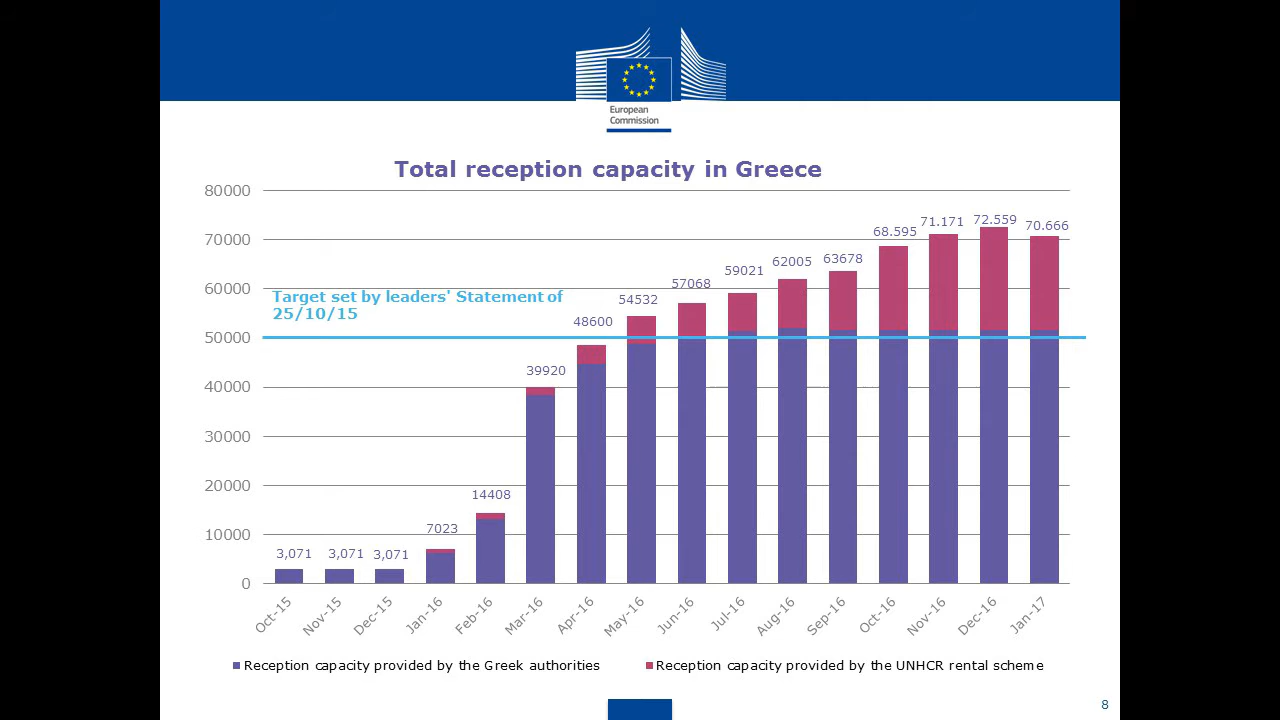 European
Commission
Total reception capacity in Greece
80000
70000
60000
50000
40000
30000
20000
10000
0
Target set by leaders' Statement of
25/10/15
3,071
3,071
3,071
7023
14408
39920
48600
54532
57068
59021
62005
63678
68.595
71.171
72.559
70.666
Oct-15
Nov-15
Dec-15
Jan-16
Feb-16
Mar-16
Apr-16
May-16
Jun-16
Jul-16
Aug-16
Sep-16
Oct-16
Nov-16
Dec-16
Jan-17
Reception capacity provided by the Greek authorities
Reception capacity provided by the UNHCR rental scheme
8